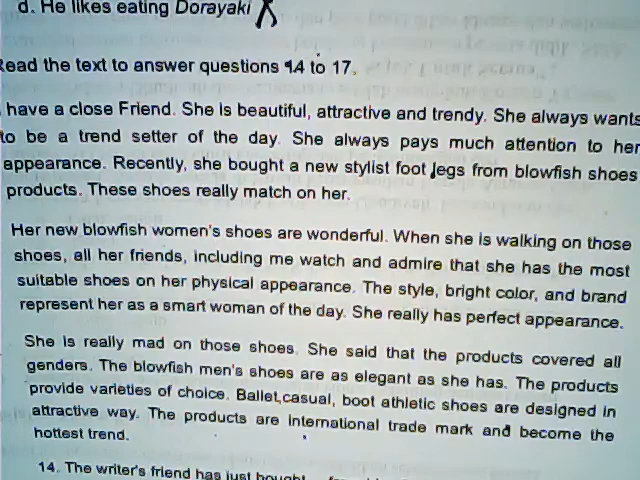 d. He likes eating Dorayaki
Read the text to answer questions 14 to 17.
have a close Friend. She is beautiful, attractive and trendy. She always wants
to be a trend setter of the day. She always pays much attention to her
appearance. Recently, she bought a new stylist foot legs from blowfish shoes
products. These shoes really match on her.
Her new blowfish women's shoes are wonderful. When she is walking on those
shoes, all her friends, including me watch and admire that she has the most
suitable shoes on her physical appearance. The style, bright color, and brand
represent her as a smart woman of the day. She really has perfect appearance.
She is really mad on those shoes. She said that the products covered all
genders. The blowfish men's shoes are as elegant as she has. The products
provide varieties of choice. Ballet,casual, boot athletic shoes are designed in
attractive way. The products are international trade mark and become the
hottest trend.
14. The writer's friend has just bought